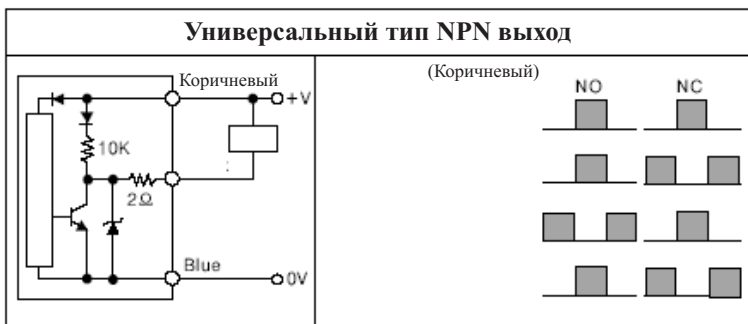 Универсальный тип NPN выход
Коричневый
+V
10K
:
2Ω
Blue
0V
(Коричневый)
NO NC